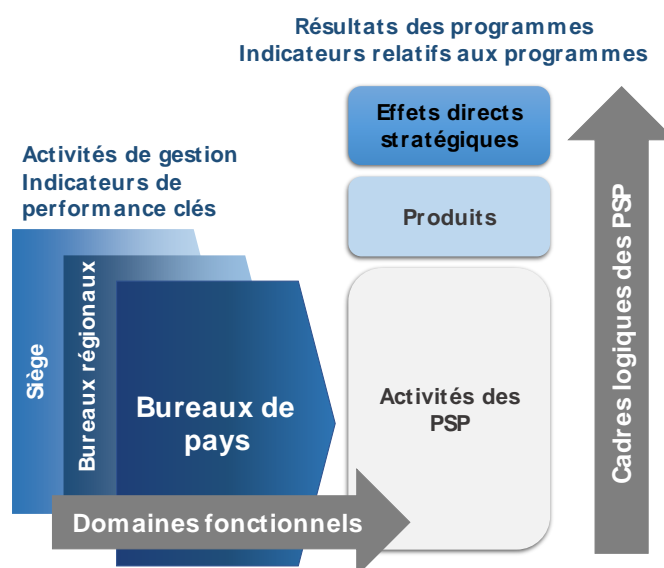 Résultats des programmes
Indicateurs relatifs aux programmes
Effets directs
stratégiques
Activités de gestion
Indicateurs de
performance clés
Produits
Siège
Bureaux régionaux
Bureaux de
pays
Activités des
PSP
Cadres logiques des PSP
Domaines fonctionnels